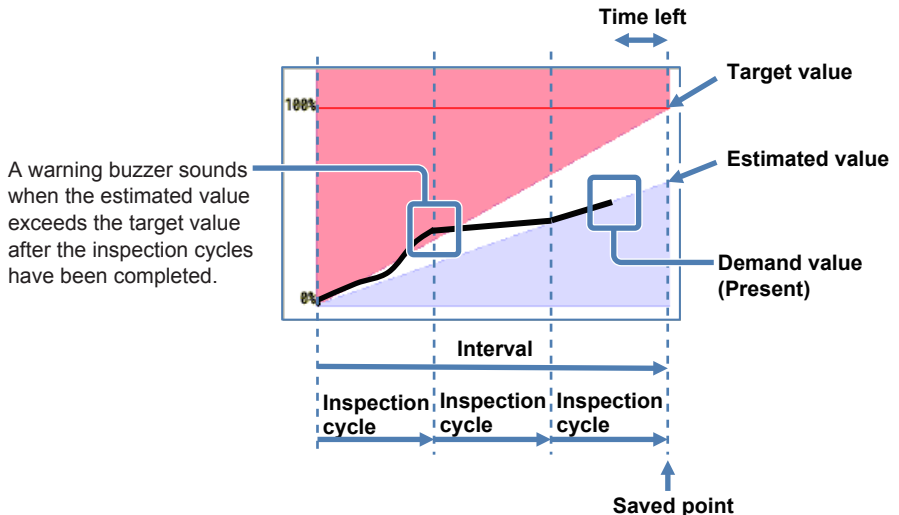 Time left
Target value
100%
Estimated value
A warning buzzer sounds
when the estimated value
exceeds the target value
after the inspection cycles
have been completed.
Demand value
(Present)
0%
Interval
Inspection Inspection Inspection
cycle cycle cycle
Saved point